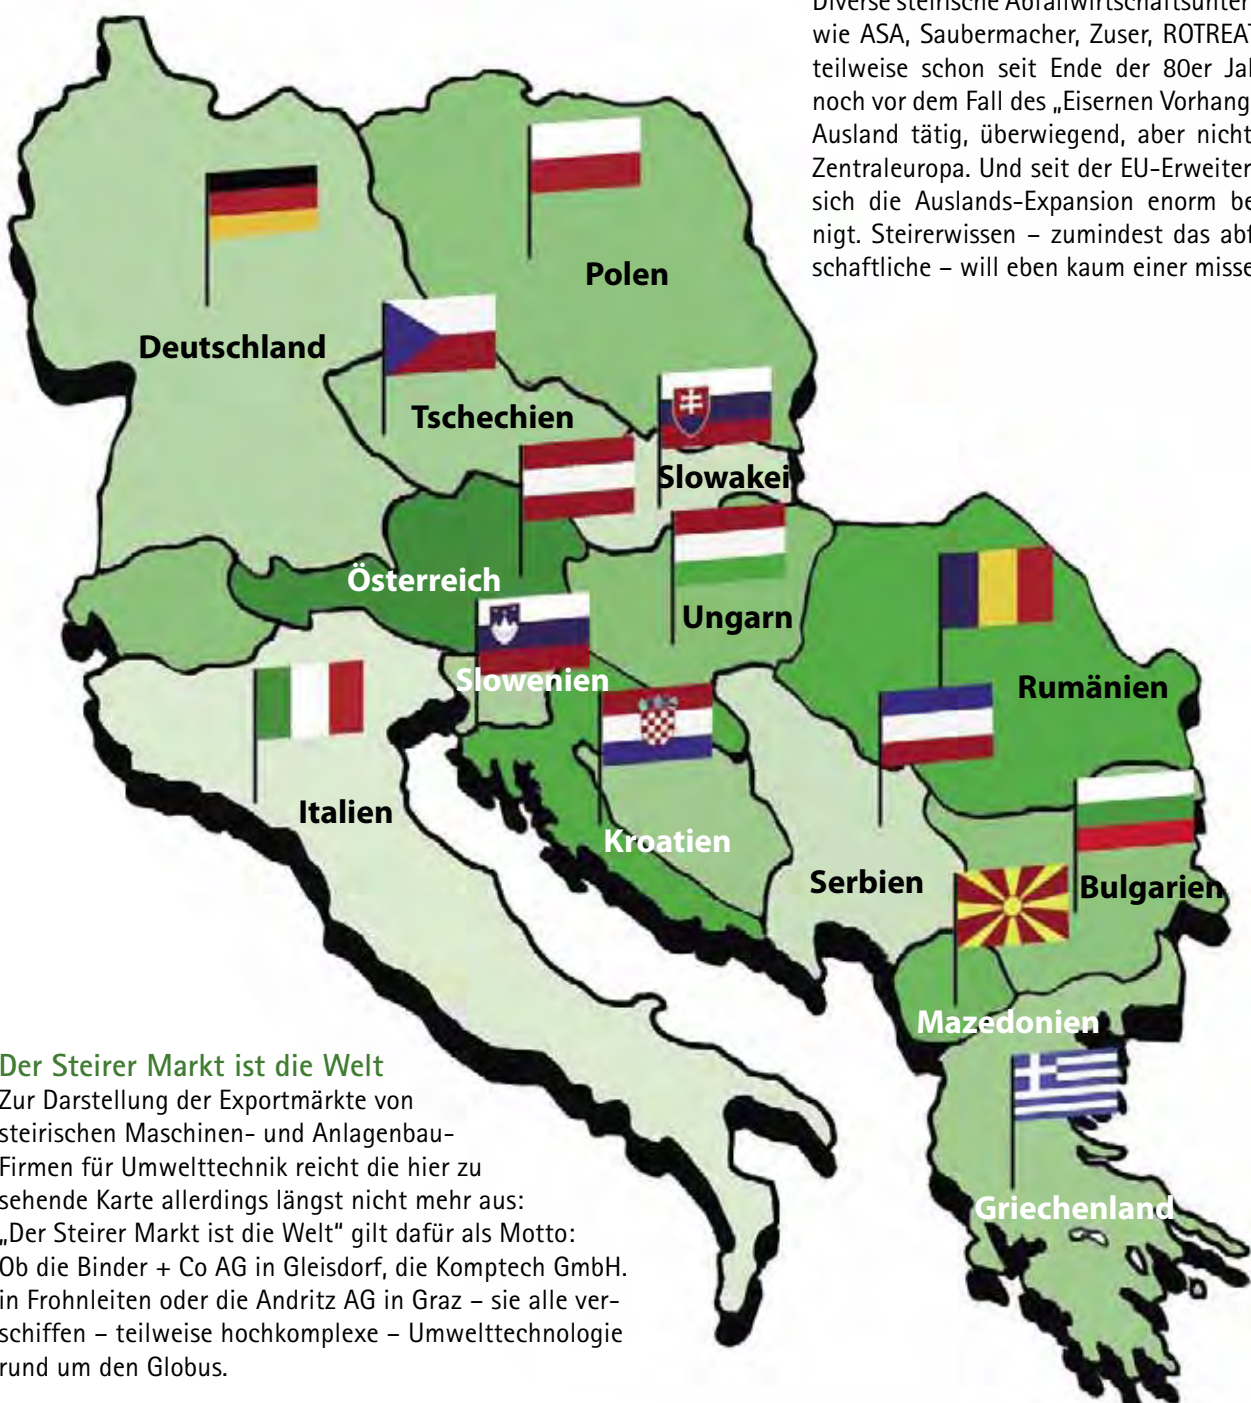 Diverse steirische Abfallwirtschaftsunter
wie ASA, Saubermacher, Zuser, ROTREAT
teilweise schon seit Ende der 80er Jah
noch vor dem Fall des „Eisernen Vorhang
Ausland tätig, überwiegend, aber nicht
Zentraleuropa. Und seit der EU-Erweiter
sich die Auslands-Expansion enorm be
nigt. Steirerwissen – zumindest das abf
schaftliche – will eben kaum einer misse
Polen
Deutschland
Tschechien
Slowakei
Österreich
Ungarn
Slowenien
Rumänien
Italien
Kroatien
Serbien
Bulgarien
Mazedonien
Griechenland
Der Steirer Markt ist die Welt
Zur Darstellung der Exportmärkte von
steirischen Maschinen- und Anlagenbau-
Firmen für Umwelttechnik reicht die hier zu
sehende Karte allerdings längst nicht mehr aus:
„Der Steirer Markt ist die Welt" gilt dafür als Motto:
Ob die Binder + Co AG in Gleisdorf, die Komptech GmbH.
in Frohnleiten oder die Andritz AG in Graz – sie alle ver-
schiffen – teilweise hochkomplexe – Umwelttechnologie
rund um den Globus.